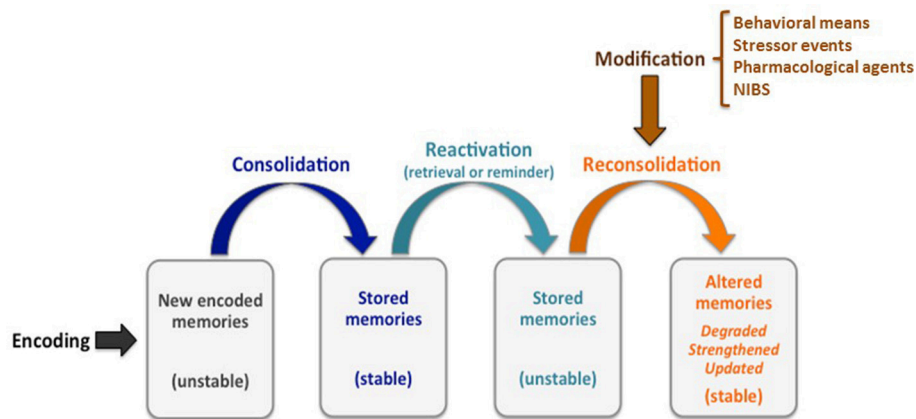 Behavioral means
Stressor events
Pharmacological agents
NIBS
Modification
Consolidation
Reactivation
(retrieval or reminder)
Reconsolidation
Encoding
New encoded
memories
(unstable)
Stored
memories
(stable)
Stored
memories
(unstable)
Altered
memories
Degraded
Strengthened
Updated
(stable)